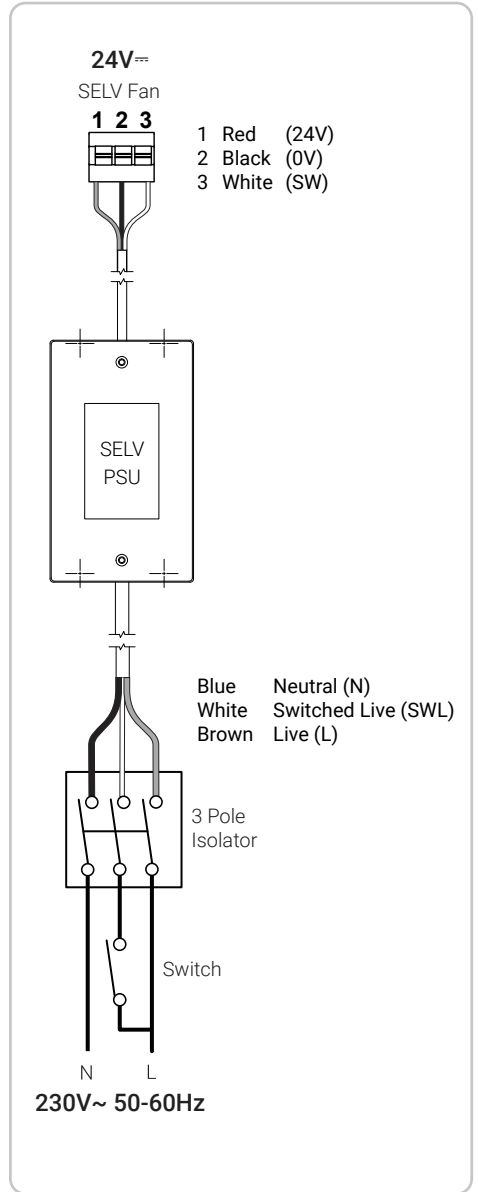 24V⎓
SELV Fan
1 2 3
1 Red (24V)
2 Black (0V)
3 White (SW)
SELV
PSU
Blue Neutral (N)
White Switched Live (SWL)
Brown Live (L)
3 Pole
Isolator
Switch
N L
230V~ 50-60Hz